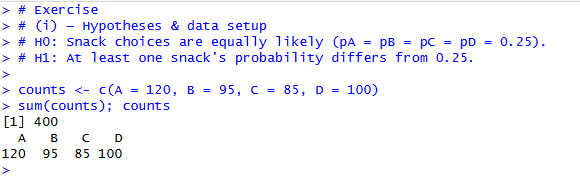 > # Exercise
> # (i) – Hypotheses & data setup
> # H0: Snack choices are equally likely (pA = pB = pC = pD = 0.25).
> # H1: At least one snack's probability differs from 0.25.
>
> counts <- c(A = 120, B = 95, C = 85, D = 100)
> sum(counts); counts
[1] 400
  A   B   C   D
120  95  85 100
>